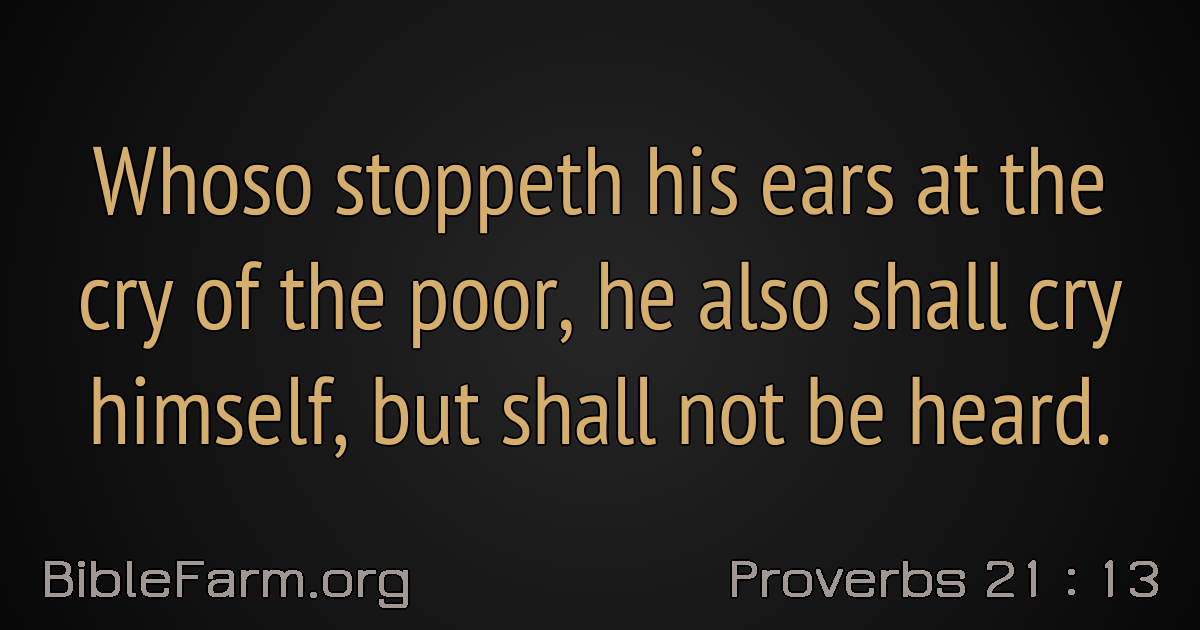 Whoso stoppeth his ears at the
cry of the poor, he also shall cry
himself, but shall not be heard.
BibleFarm.org
Proverbs 21 : 13